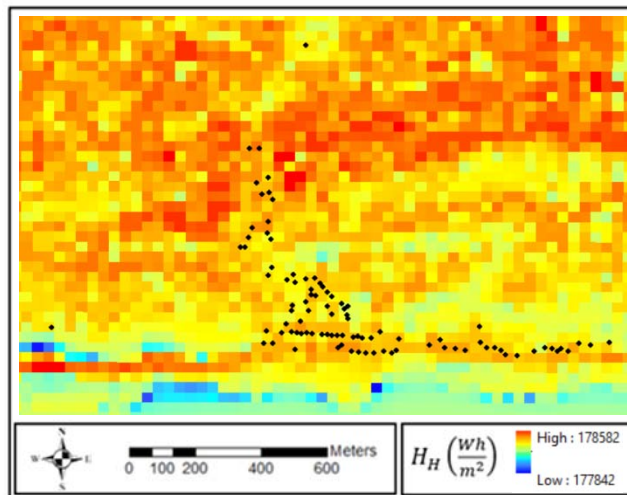 N
W E
S
Meters
0 100 200 400 600
H_H (Wh/m²)
High : 178582
Low : 177842